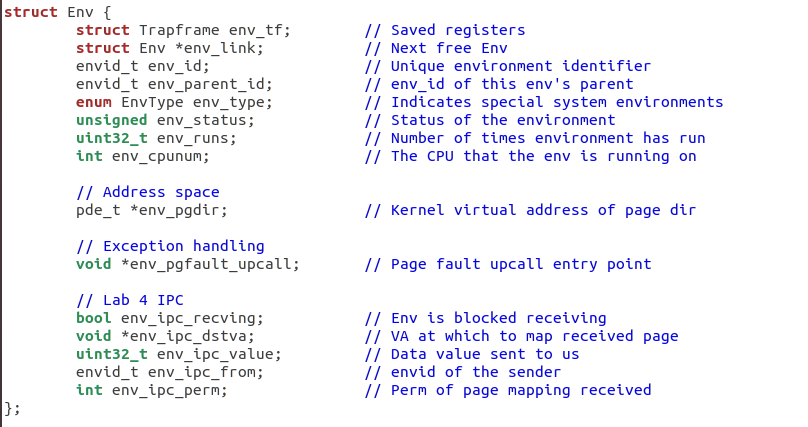 struct Env {
struct Trapframe env_tf; // Saved registers
struct Env *env_link; // Next free Env
envid_t env_id; // Unique environment identifier
envid_t env_parent_id; // env_id of this env's parent
enum EnvType env_type; // Indicates special system environments
unsigned env_status; // Status of the environment
uint32_t env_runs; // Number of times environment has run
int env_cpunum; // The CPU that the env is running on
// Address space
pde_t *env_pgdir; // Kernel virtual address of page dir
// Exception handling
void *env_pgfault_upcall; // Page fault upcall entry point
// Lab 4 IPC
bool env_ipc_recving; // Env is blocked receiving
void *env_ipc_dstva; // VA at which to map received page
uint32_t env_ipc_value; // Data value sent to us
envid_t env_ipc_from; // envid of the sender
int env_ipc_perm; // Perm of page mapping received
};